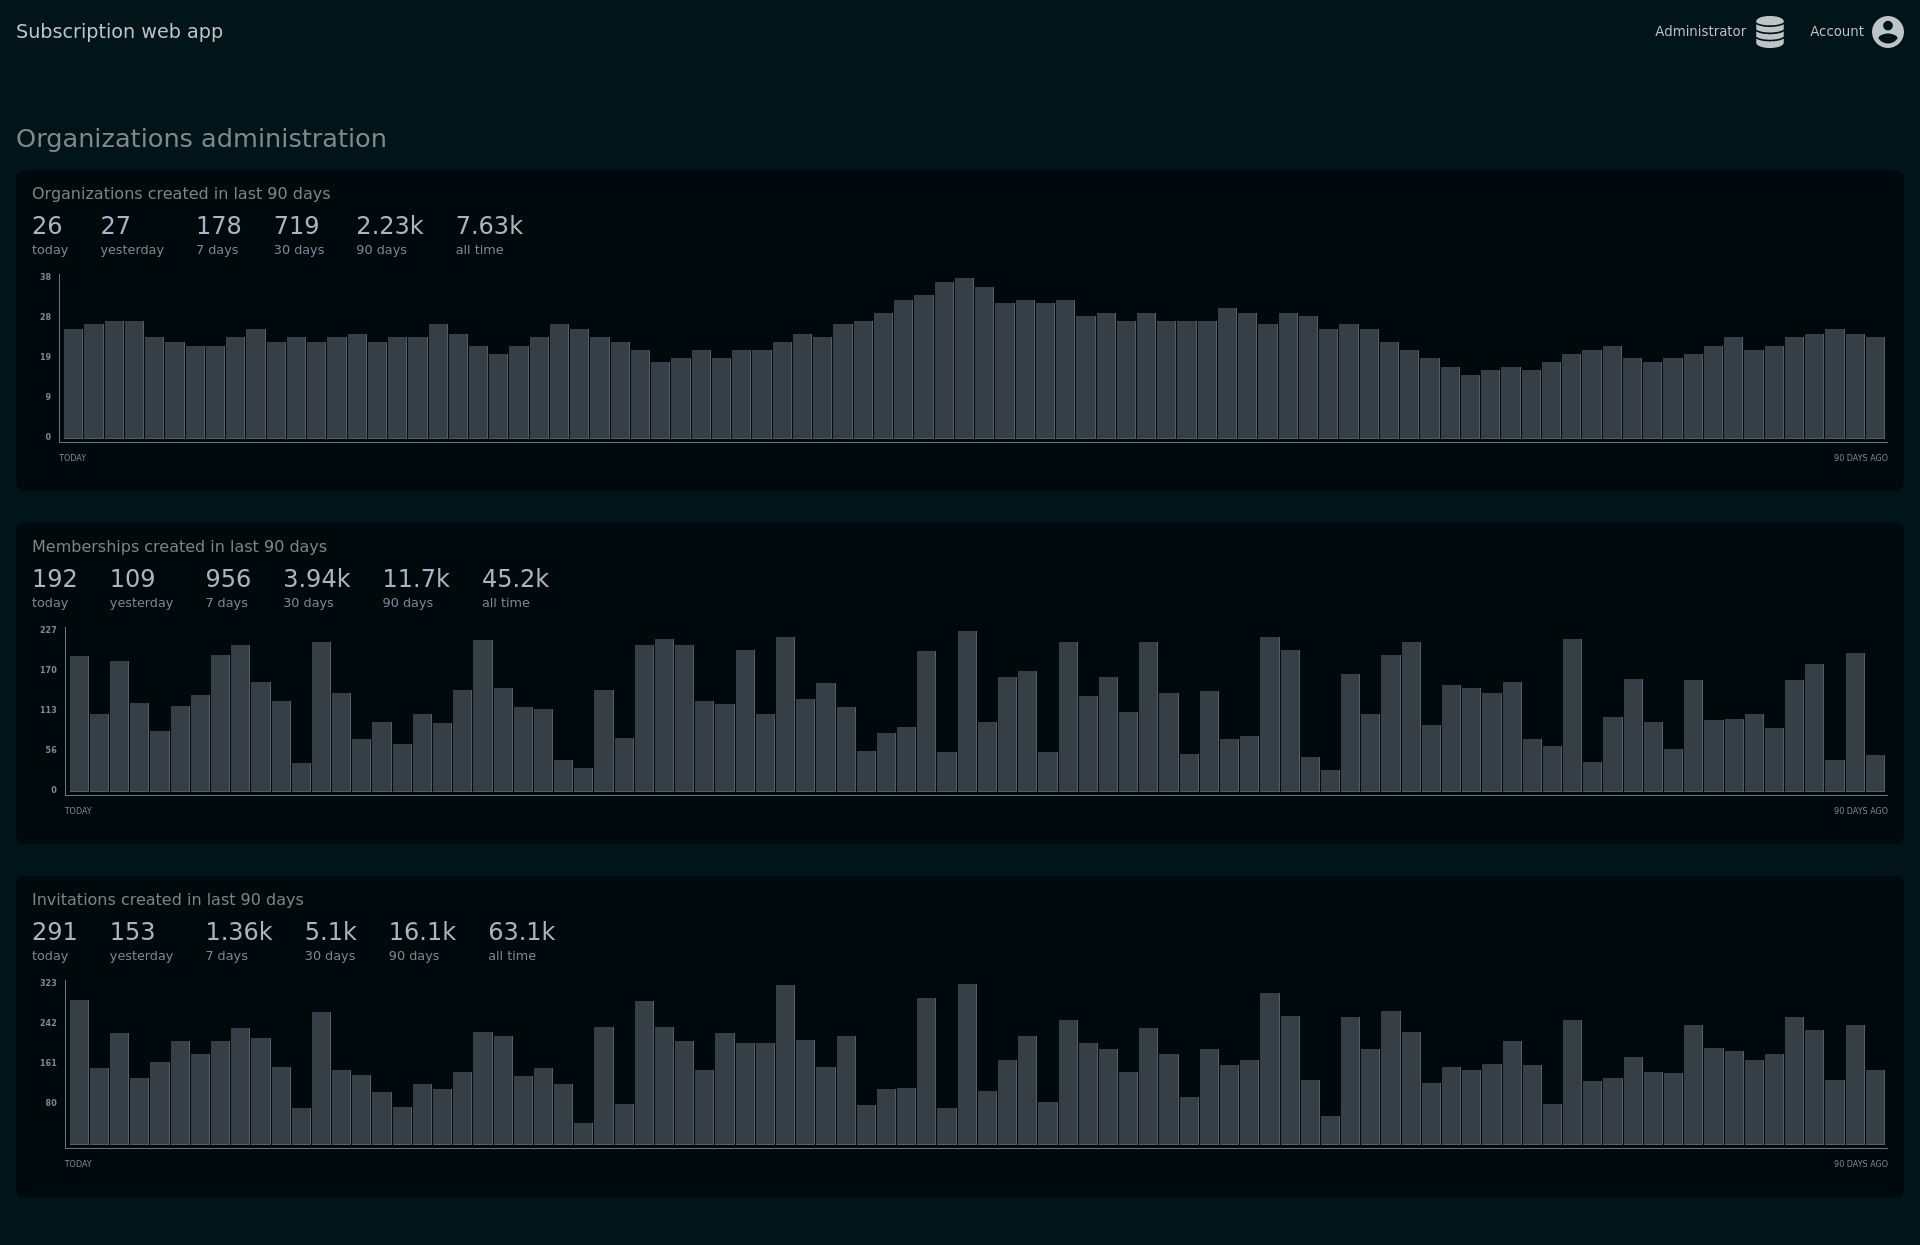 Subscription web app
Administrator
Account
Organizations administration
Organizations created in last 90 days
26 27 178 719 2.23k 7.63k
today yesterday 7 days 30 days 90 days all time
38
28
19
9
0
TODAY 90 DAYS AGO
Memberships created in last 90 days
192 109 956 3.94k 11.7k 45.2k
today yesterday 7 days 30 days 90 days all time
227
170
113
56
0
TODAY 90 DAYS AGO
Invitations created in last 90 days
291 153 1.36k 5.1k 16.1k 63.1k
today yesterday 7 days 30 days 90 days all time
323
242
161
80
TODAY 90 DAYS AGO